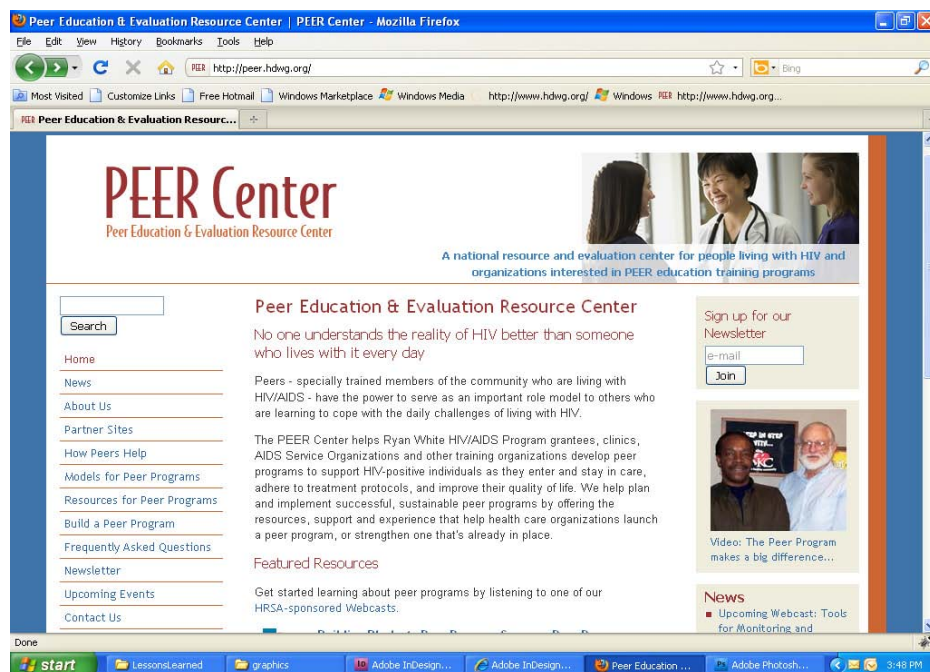 Peer Education & Evaluation Resource Center | PEER Center - Mozilla Firefox
File Edit View History Bookmarks Tools Help
PEER http://peer.hdwg.org/
Bing
Most Visited Customize Links Free Hotmail Windows Marketplace Windows Media http://www.hdwg.org/ Windows PEER http://www.hdwg.org...
PEER Peer Education & Evaluation Resourc...
PEER Center
Peer Education & Evaluation Resource Center
A national resource and evaluation center for people living with HIV and
organizations interested in PEER education training programs
Search
Home
News
About Us
Partner Sites
How Peers Help
Models for Peer Programs
Resources for Peer Programs
Build a Peer Program
Frequently Asked Questions
Newsletter
Upcoming Events
Contact Us
Peer Education & Evaluation Resource Center
No one understands the reality of HIV better than someone
who lives with it every day
Peers - specially trained members of the community who are living with
HIV/AIDS - have the power to serve as an important role model to others who
are learning to cope with the daily challenges of living with HIV.
The PEER Center helps Ryan White HIV/AIDS Program grantees, clinics,
AIDS Service Organizations and other training organizations develop peer
programs to support HIV-positive individuals as they enter and stay in care,
adhere to treatment protocols, and improve their quality of life. We help plan
and implement successful, sustainable peer programs by offering the
resources, support and experience that help health care organizations launch
a peer program, or strengthen one that's already in place.
Featured Resources
Get started learning about peer programs by listening to one of our
HRSA-sponsored Webcasts.
Sign up for our
Newsletter
e-mail
Join
Video: The Peer Program
makes a big difference...
News
Upcoming Webcast: Tools
for Monitoring and
Done
start LessonsLearned graphics Adobe InDesign... Adobe InDesign... Peer Education ... Adobe Photosh... 3:48 PM